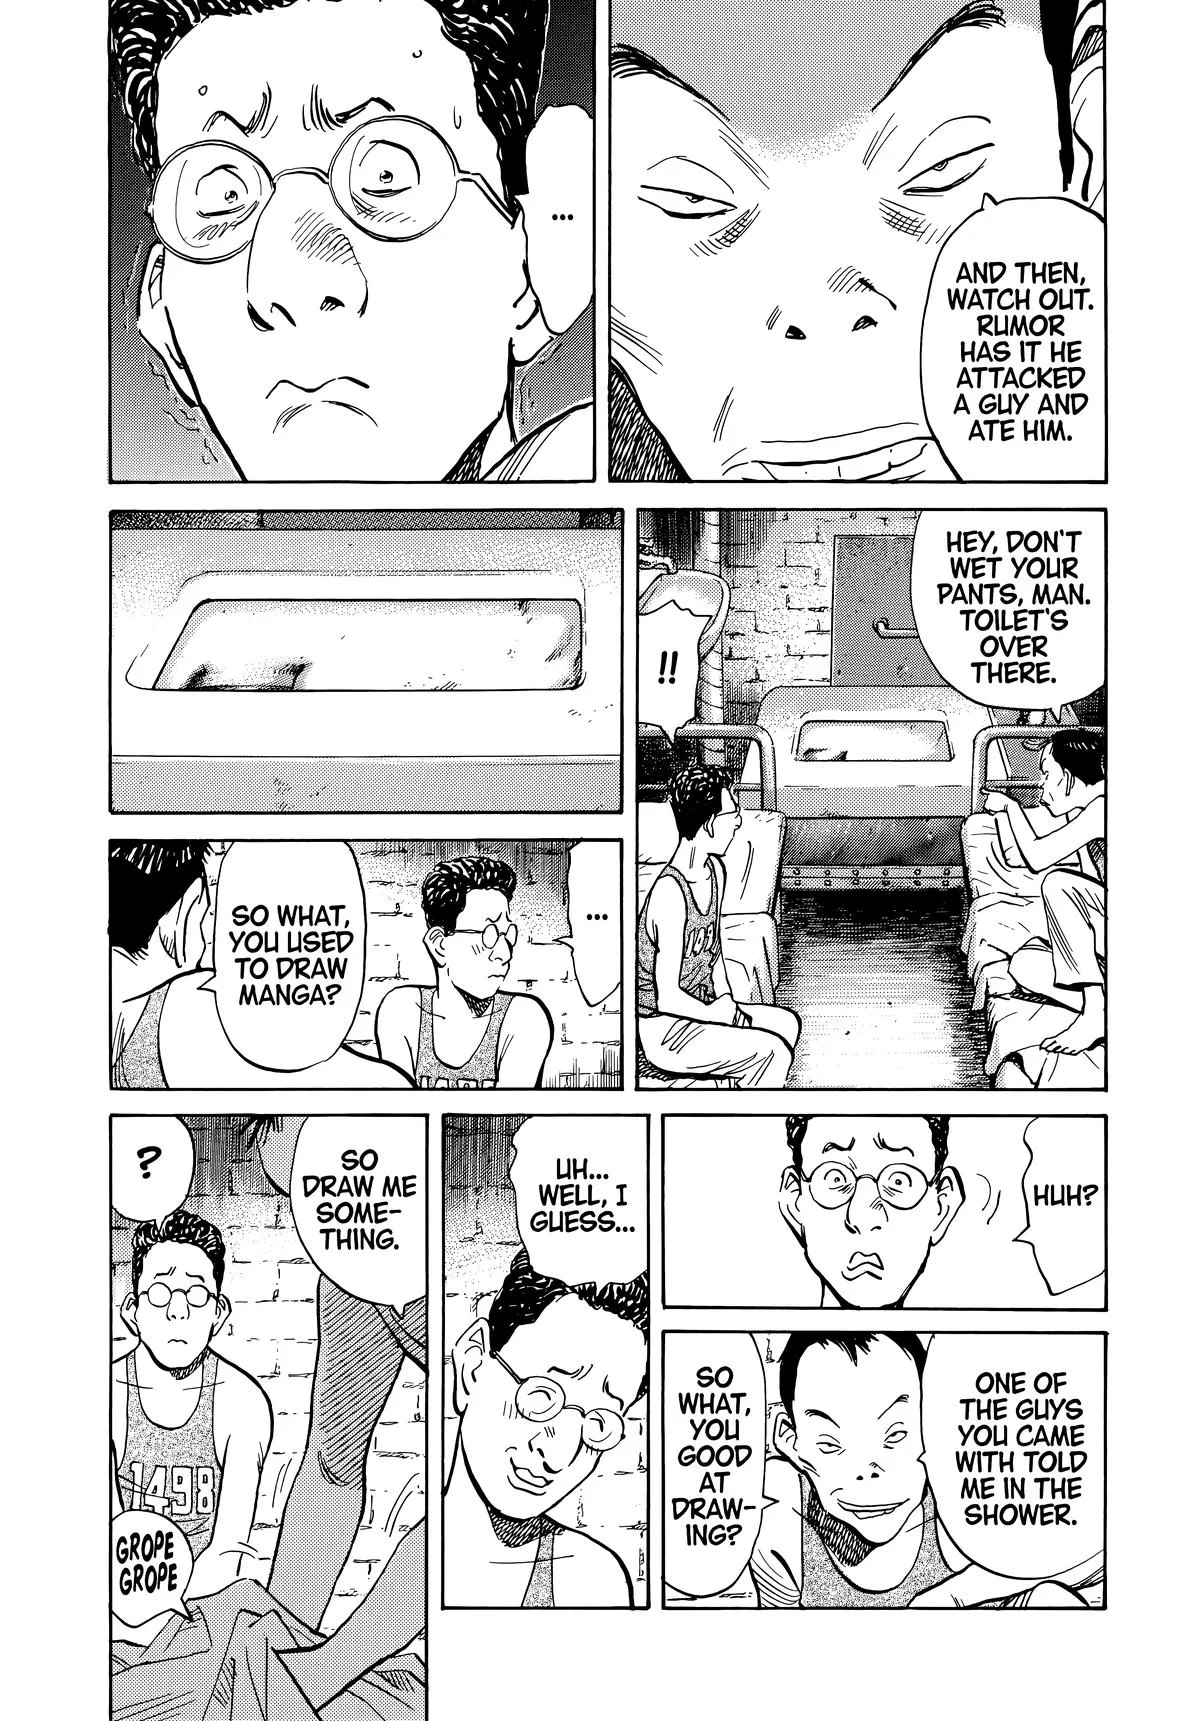 AND THEN,
WATCH OUT.
RUMOR
HAS IT HE
ATTACKED
A GUY AND
ATE HIM.
...
HEY, DON'T
WET YOUR
PANTS, MAN.
TOILET'S
OVER
THERE.
!!
...
SO WHAT,
YOU USED
TO DRAW
MANGA?
HUH?
ONE OF
THE GUYS
YOU CAME
WITH TOLD
ME IN THE
SHOWER.
SO
WHAT,
YOU
GOOD
AT
DRAW-
ING?
UH...
WELL, I
GUESS...
SO
DRAW ME
SOME-
THING.
?
1498
GROPE
GROPE